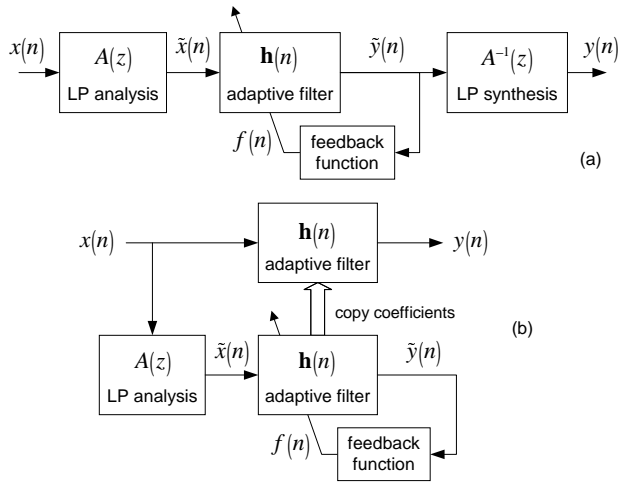 x(n)
A(z)
LP analysis
x̃(n)
h(n)
adaptive filter
ỹ(n)
A⁻¹(z)
LP synthesis
y(n)
f(n)
feedback
function
(a)
x(n)
h(n)
adaptive filter
y(n)
copy coefficients
(b)
A(z)
LP analysis
x̃(n)
h(n)
adaptive filter
ỹ(n)
f(n)
feedback
function